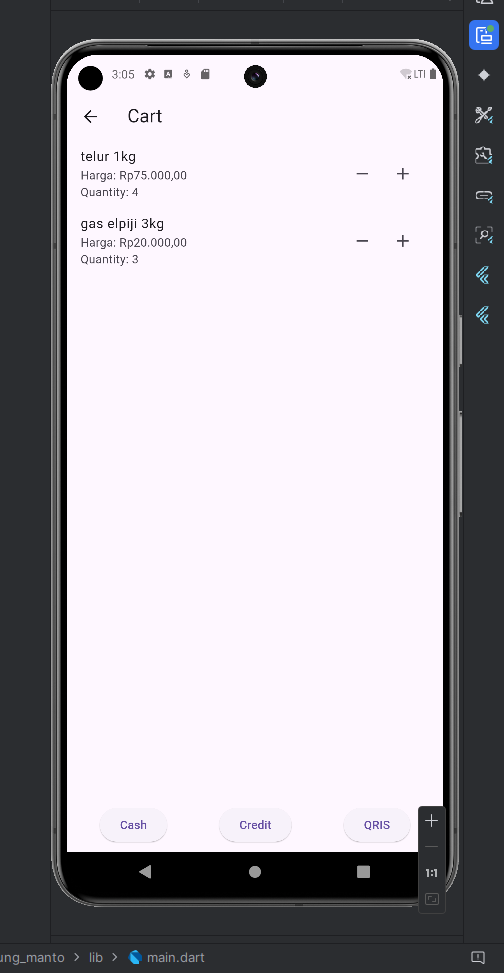 3:05
LTI
Cart
telur 1kg
Harga: Rp75.000,00
Quantity: 4
gas elpiji 3kg
Harga: Rp20.000,00
Quantity: 3
Cash
Credit
QRIS
1:1
ung_manto > lib > main.dart